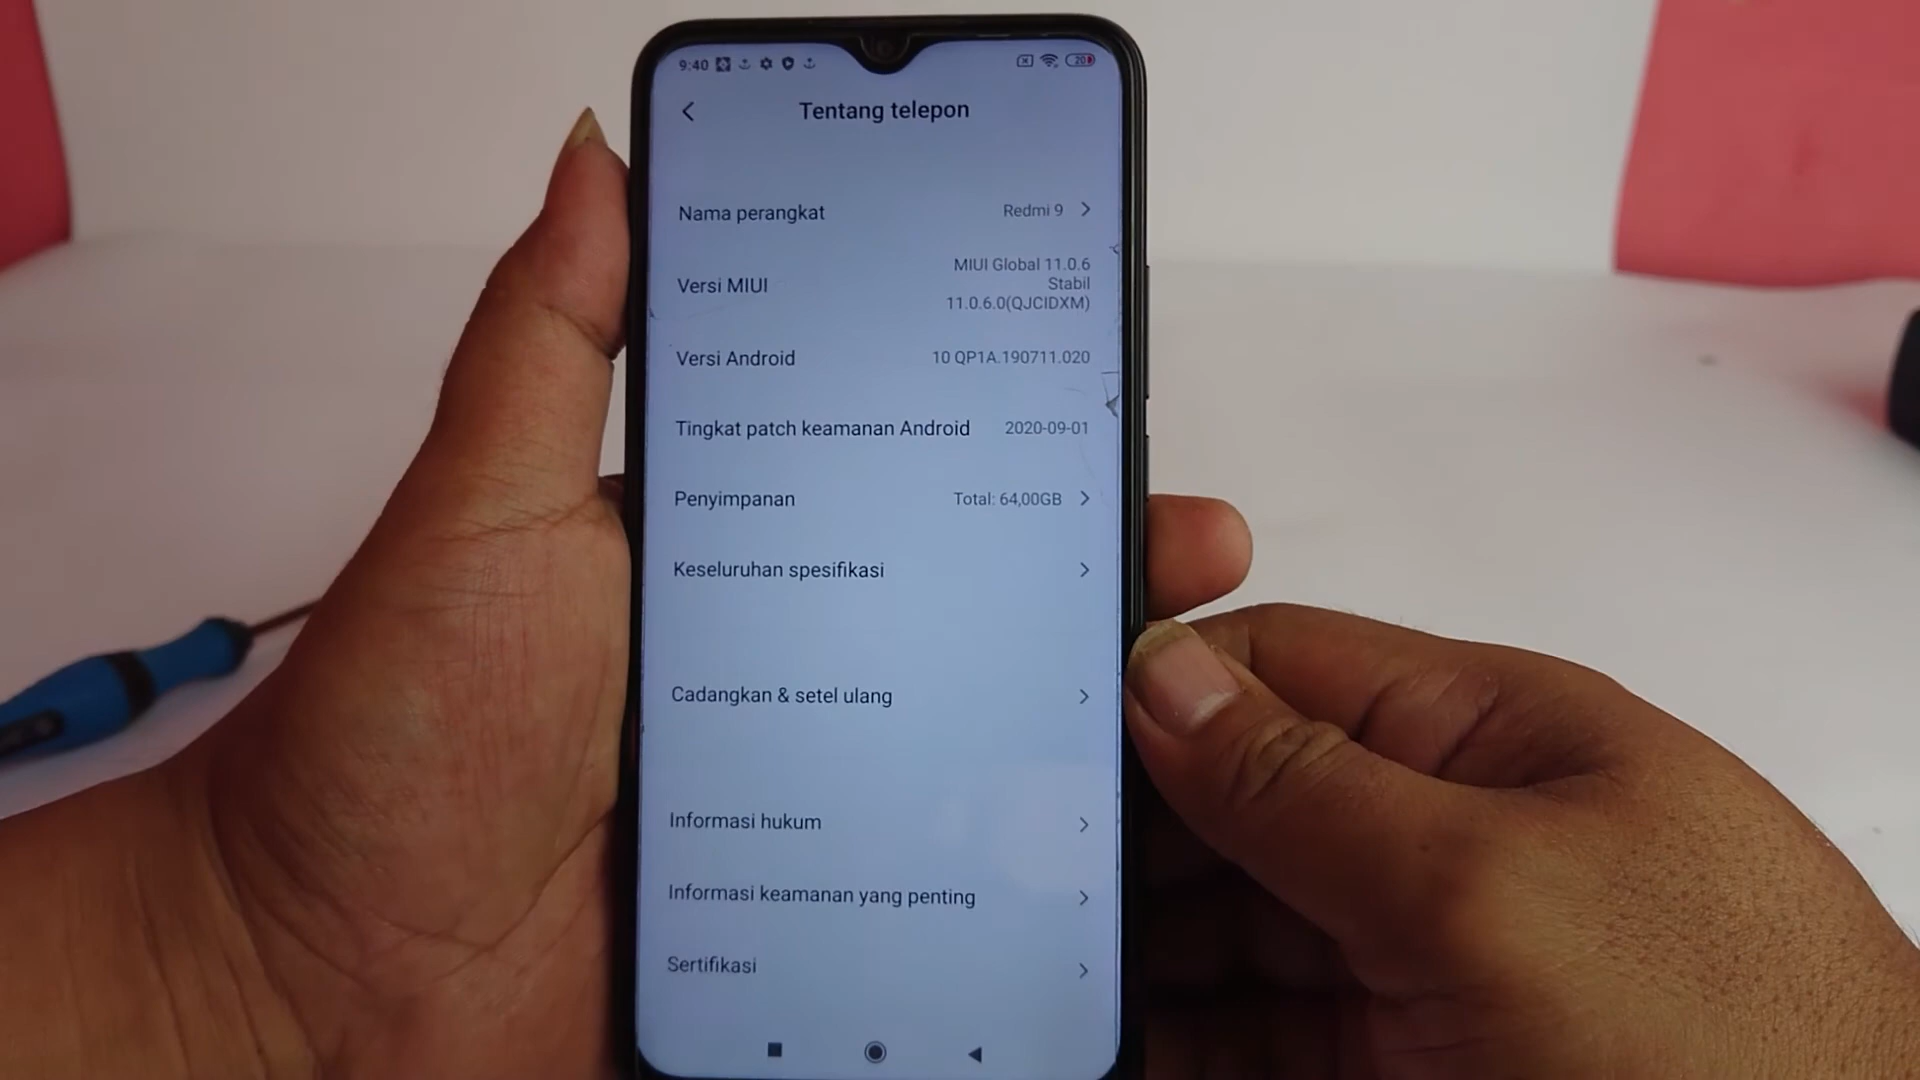 9:40
20
Tentang telepon
Nama perangkat
Redmi 9
Versi MIUI
MIUI Global 11.0.6
Stabil
11.0.6.0(QJCIDXM)
Versi Android
10 QP1A.190711.020
Tingkat patch keamanan Android
2020-09-01
Penyimpanan
Total: 64,00GB
Keseluruhan spesifikasi
Cadangkan & setel ulang
Informasi hukum
Informasi keamanan yang penting
Sertifikasi